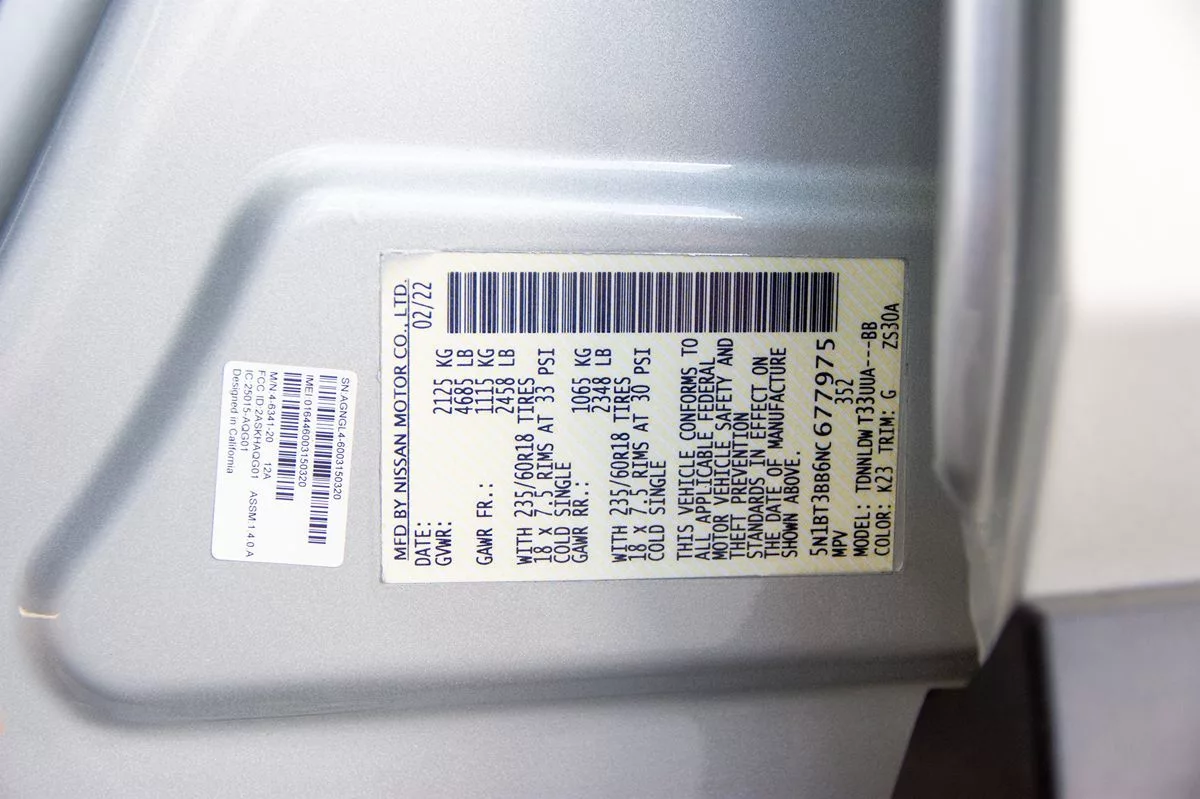 SN AGNGL4-6003150320
IMEI 016446003150320
M/N 4-6341-20 12A
FCC ID:2ASKHAQG01 ASSM:1:4.0 A
IC:25015-AQG01
Designed in California
MFD BY NISSAN MOTOR CO., LTD.
DATE: 02/22
GVWR: 2125 KG
4685 LB
GAWR FR.: 1115 KG
2458 LB
WITH 235/60R18 TIRES
18 X 7.5 RIMS AT 33 PSI
COLD SINGLE
GAWR RR.: 1065 KG
2348 LB
WITH 235/60R18 TIRES
18 X 7.5 RIMS AT 30 PSI
COLD SINGLE
THIS VEHICLE CONFORMS TO
ALL APPLICABLE FEDERAL
MOTOR VEHICLE SAFETY AND
THEFT PREVENTION
STANDARDS IN EFFECT ON
THE DATE OF MANUFACTURE
SHOWN ABOVE.
5N1BT3BB6NC677975
MPV 352
MODEL: TDNNLDW T33UUA---BB
COLOR: K23 TRIM: G ZS30A